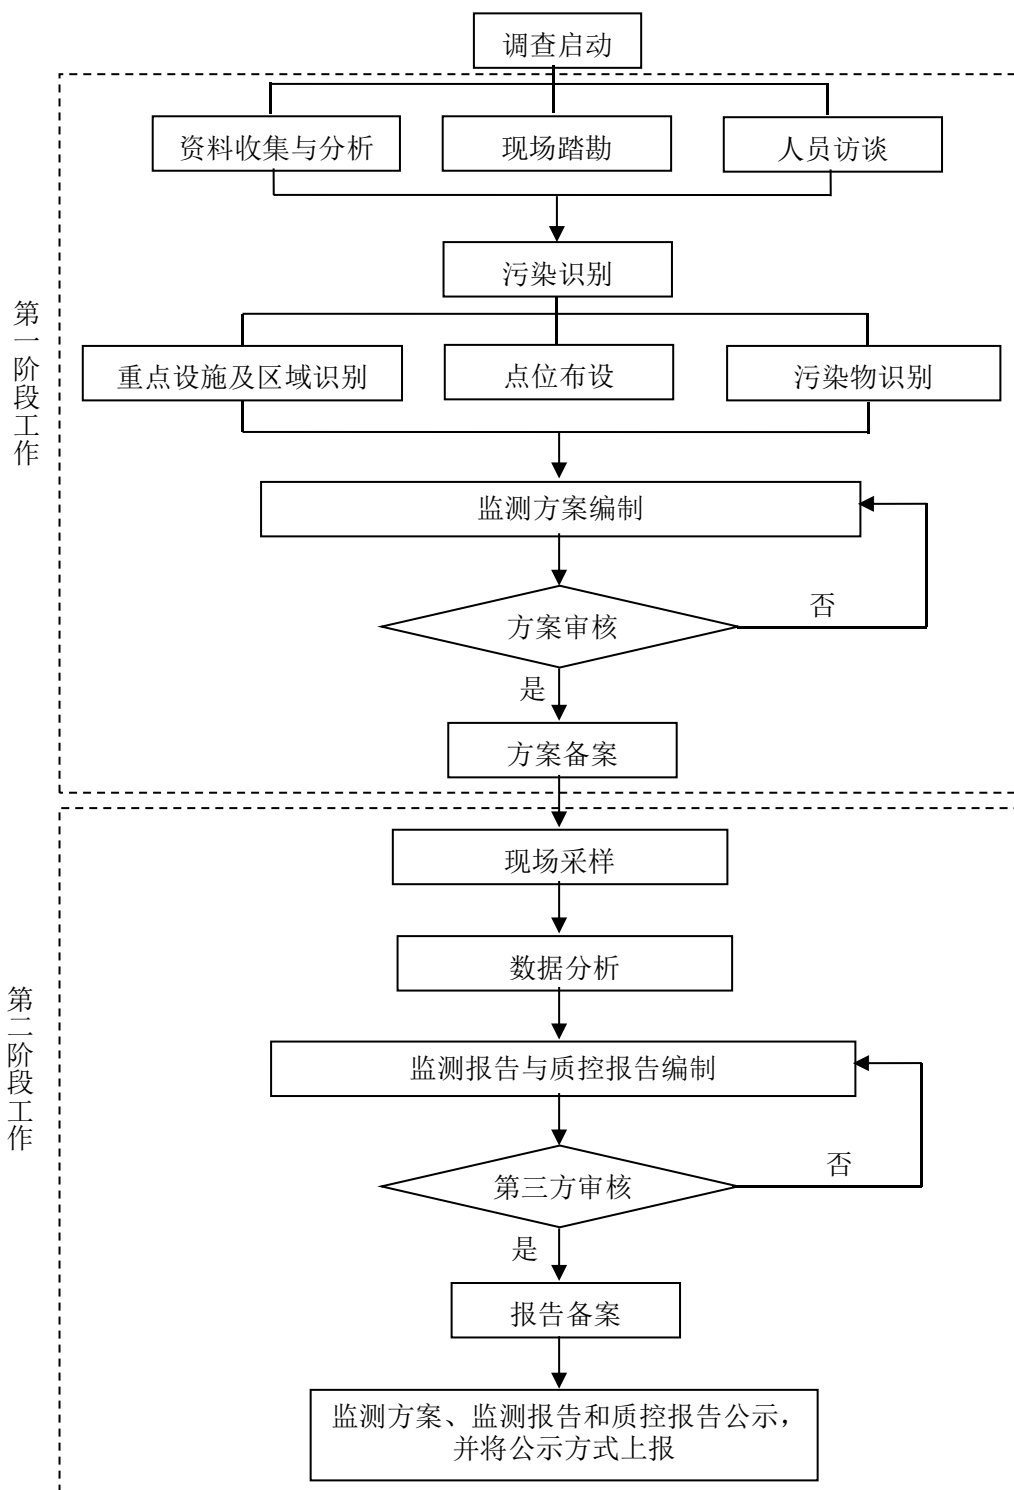 调查启动
资料收集与分析
现场踏勘
人员访谈
污染识别
第一阶段工作
重点设施及区域识别
点位布设
污染物识别
监测方案编制
方案审核
否
是
方案备案
现场采样
数据分析
第二阶段工作
监测报告与质控报告编制
第三方审核
否
是
报告备案
监测方案、监测报告和质控报告公示，
并将公示方式上报